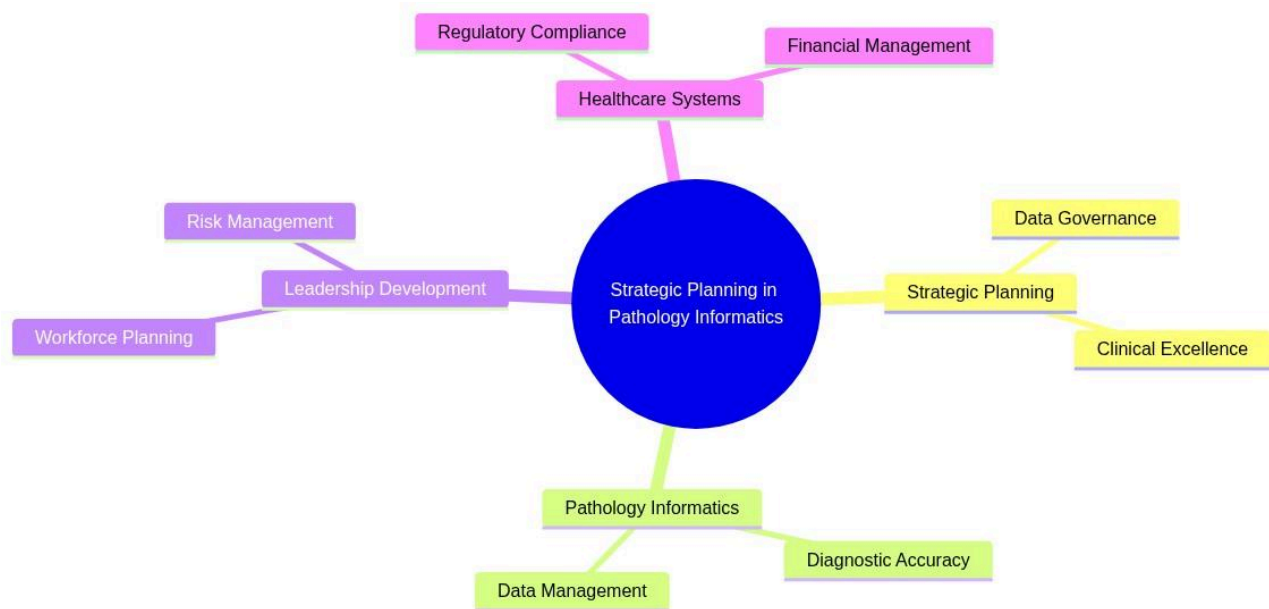 Regulatory Compliance
Financial Management
Healthcare Systems
Risk Management
Data Governance
Leadership Development
Strategic Planning in
Pathology Informatics
Strategic Planning
Workforce Planning
Clinical Excellence
Pathology Informatics
Diagnostic Accuracy
Data Management